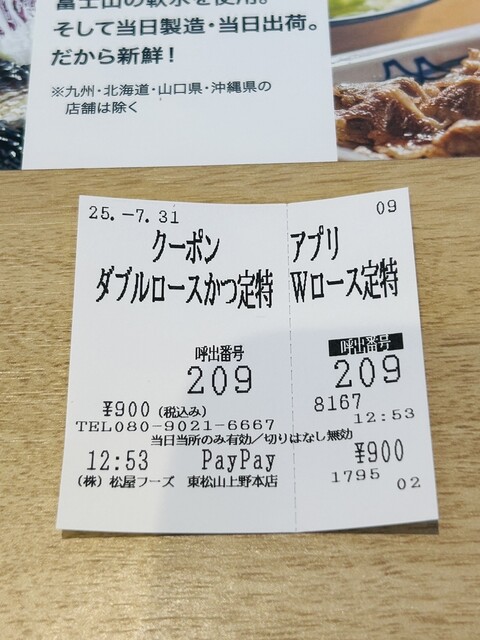 富士山の軟水を使用。
そして当日製造・当日出荷。
だから新鮮！
※九州・北海道・山口県・沖縄県の
店舗は除く
25.-7.31
09
クーポン
アプリ
ダブルロースかつ定特
Wロース定特
呼出番号
209
呼出番号
209
¥900(税込み)
8167
TEL080-9021-6667
12:53
当日当所のみ有効/切りはなし無効
12:53 PayPay
¥900
(株)松屋フーズ 東松山上野本店
1795
02